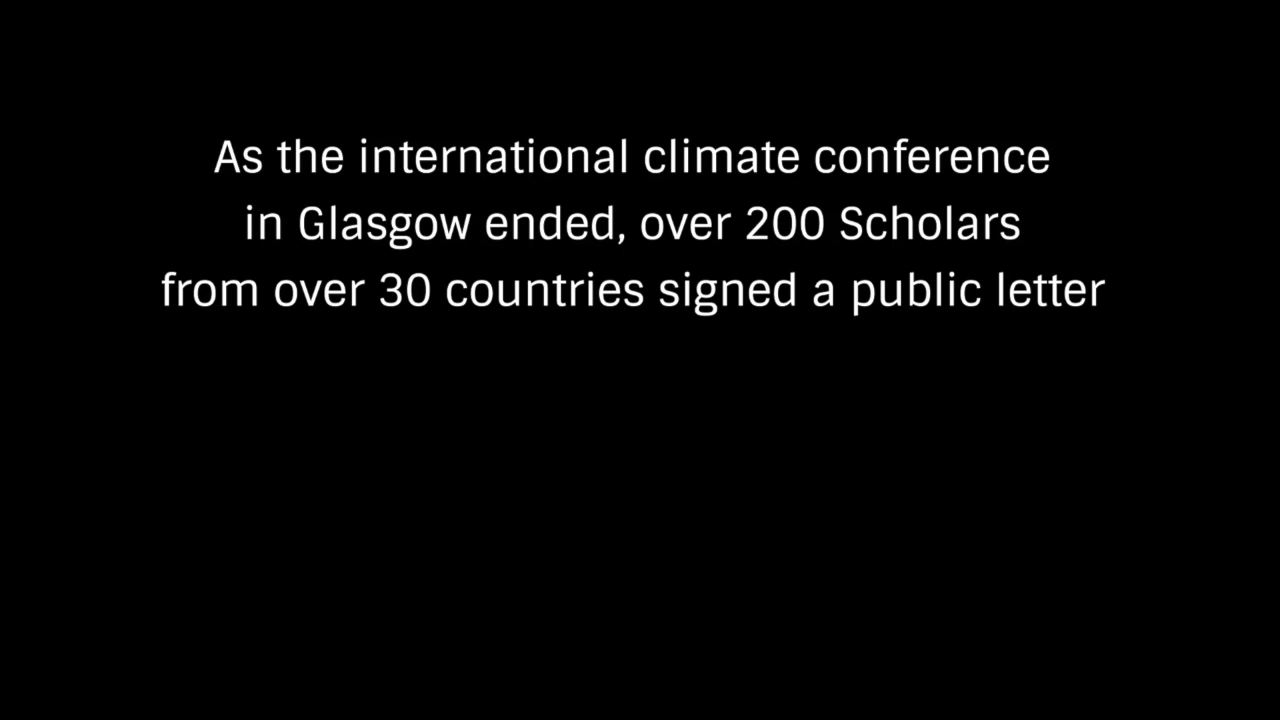 As the international climate conference
in Glasgow ended, over 200 Scholars
from over 30 countries signed a public letter